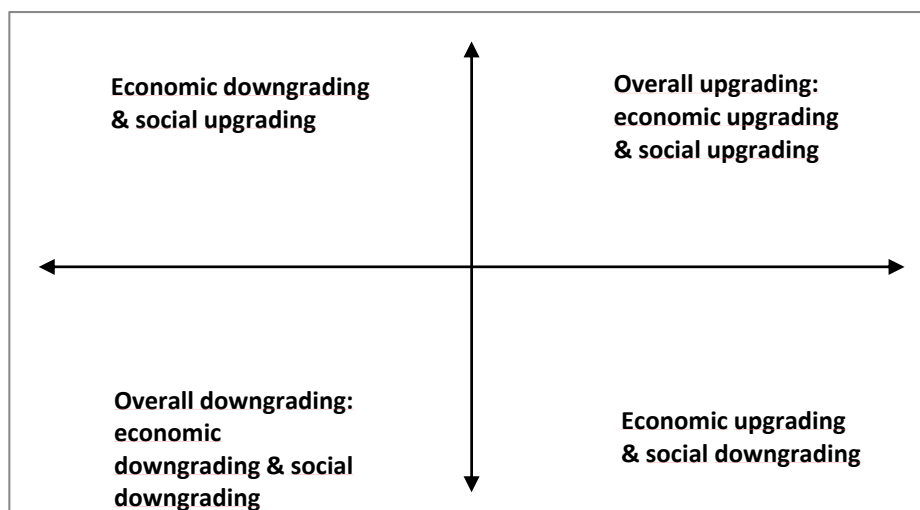 Economic downgrading
& social upgrading
Overall upgrading:
economic upgrading
& social upgrading
Overall downgrading:
economic
downgrading & social
downgrading
Economic upgrading
& social downgrading